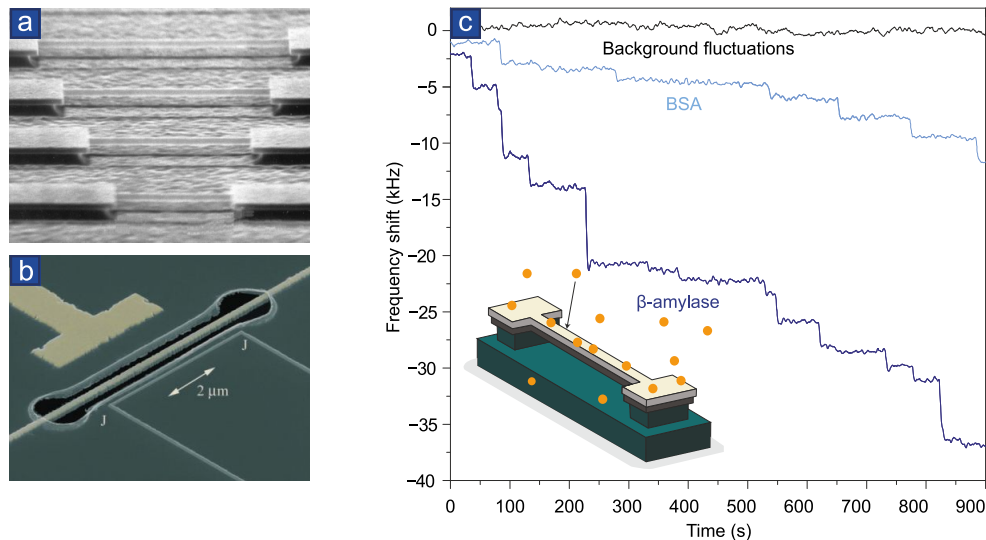 a
b
J
2 μm
J
c
Background fluctuations
BSA
β-amylase
Frequency shift (kHz)
0
−5
−10
−15
−20
−25
−30
−35
−40
0
100
200
300
400
500
600
700
800
900
Time (s)